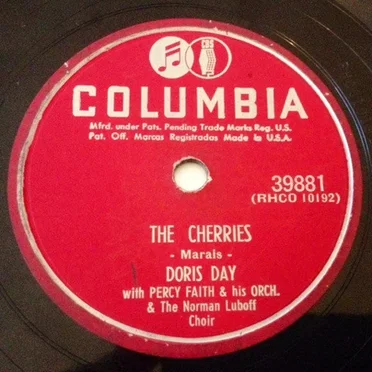 CBS
COLUMBIA
Mfrd. under Pats. Pending Trade Marks Reg. U.S.
Pat. Off. Marcas Registradas Made in U.S.A.
39881
(RHCO 10192)
THE CHERRIES
- Marais -
DORIS DAY
with PERCY FAITH & his ORCH.
& The Norman Luboff
Choir